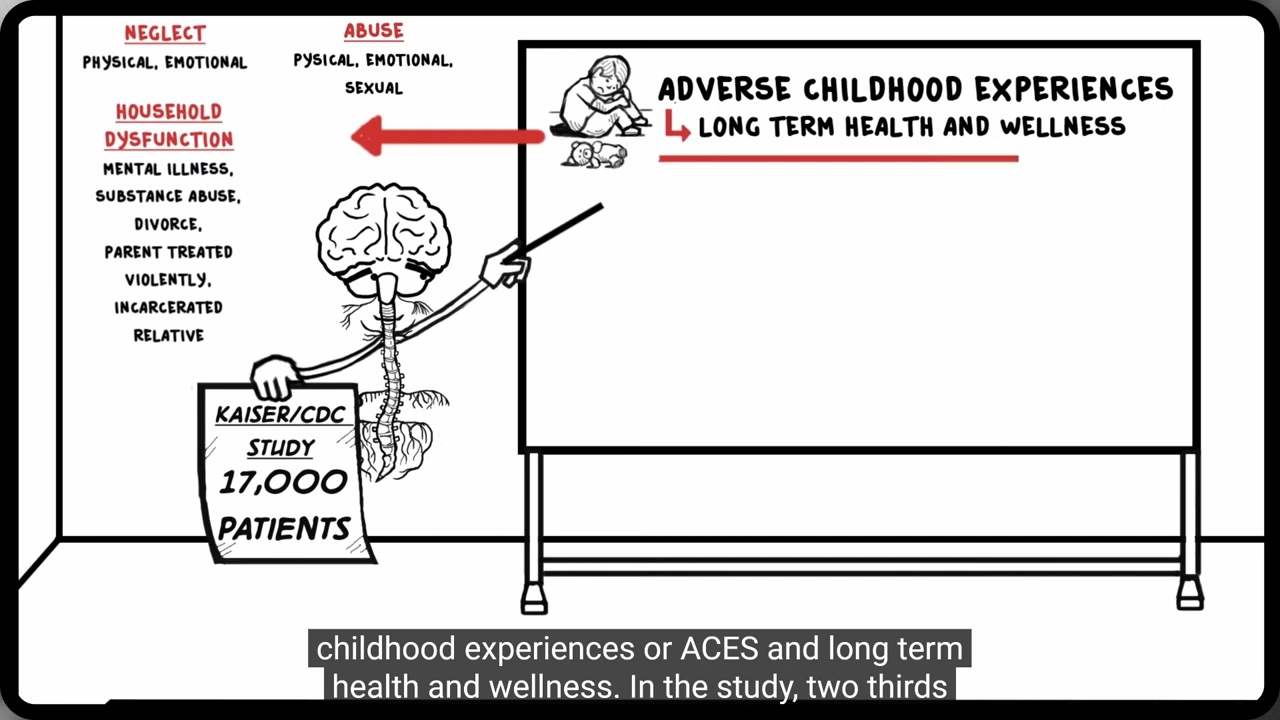 NEGLECT
PHYSICAL, EMOTIONAL
HOUSEHOLD
DYSFUNCTION
MENTAL ILLNESS,
SUBSTANCE ABUSE,
DIVORCE,
PARENT TREATED
VIOLENTLY,
INCARCERATED
RELATIVE
ABUSE
PYSICAL, EMOTIONAL,
SEXUAL
ADVERSE CHILDHOOD EXPERIENCES
LONG TERM HEALTH AND WELLNESS
KAISER/CDC
STUDY
17,000
PATIENTS
childhood experiences or ACES and long term
health and wellness. In the study, two thirds